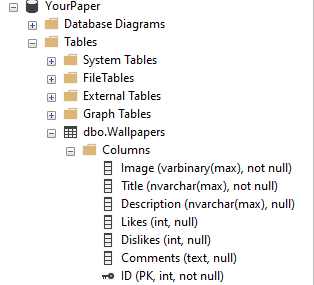 YourPaper
Database Diagrams
Tables
System Tables
FileTables
External Tables
Graph Tables
dbo.Wallpapers
Columns
Image (varbinary(max), not null)
Title (nvarchar(max), not null)
Description (nvarchar(max), null)
Likes (int, null)
Dislikes (int, null)
Comments (text, null)
ID (PK, int, not null)